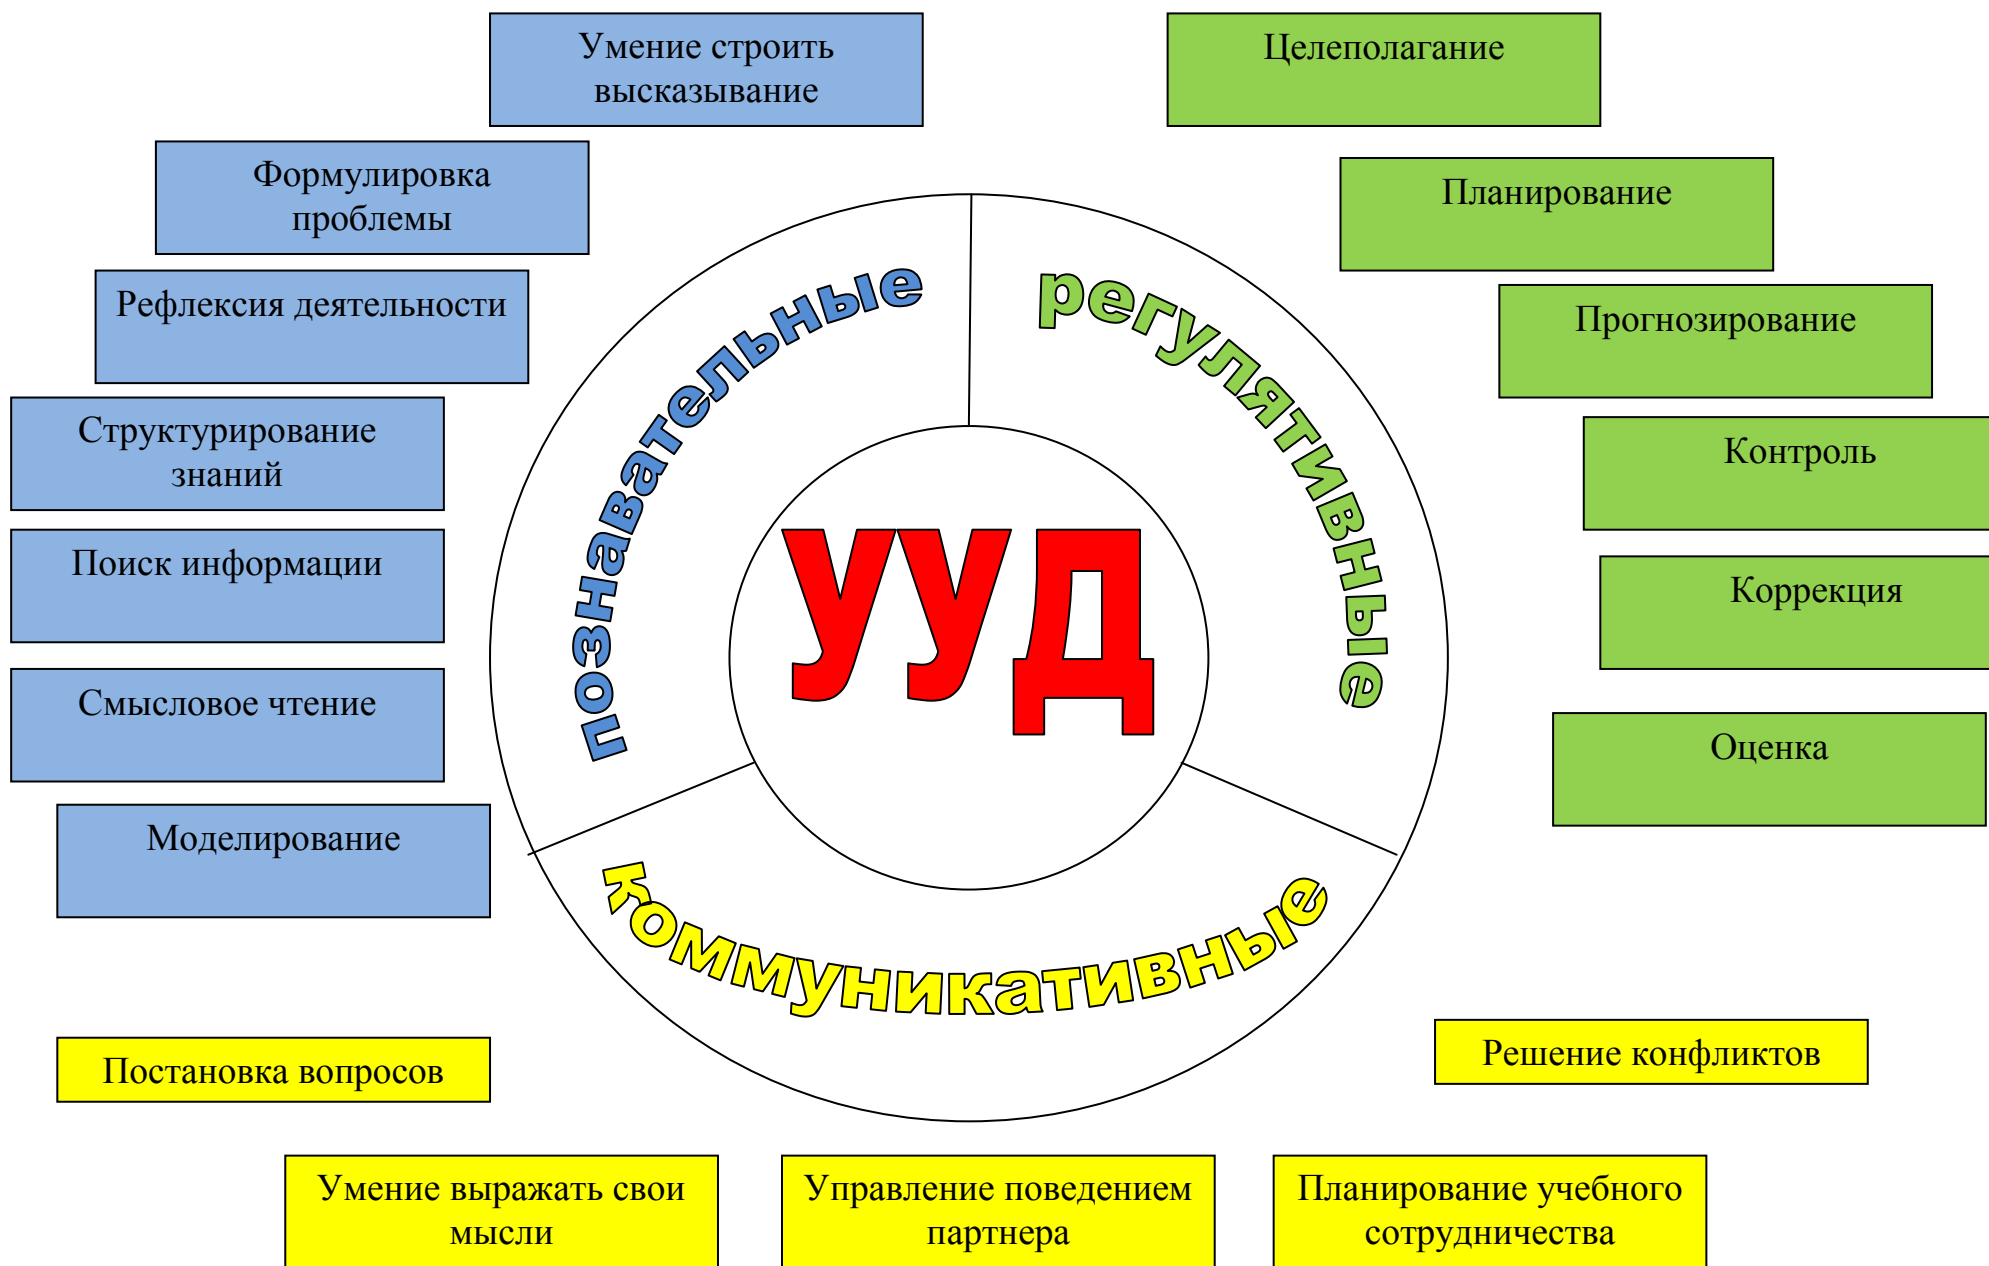 Умение строить
высказывание
Целеполагание
Формулировка
проблемы
Планирование
Рефлексия деятельности
Прогнозирование
Структурирование
знаний
Контроль
Поиск информации
Коррекция
Смысловое чтение
Оценка
Моделирование
познавательные
регулятивные
УУД
коммуникативные
Постановка вопросов
Решение конфликтов
Умение выражать свои
мысли
Управление поведением
партнера
Планирование учебного
сотрудничества